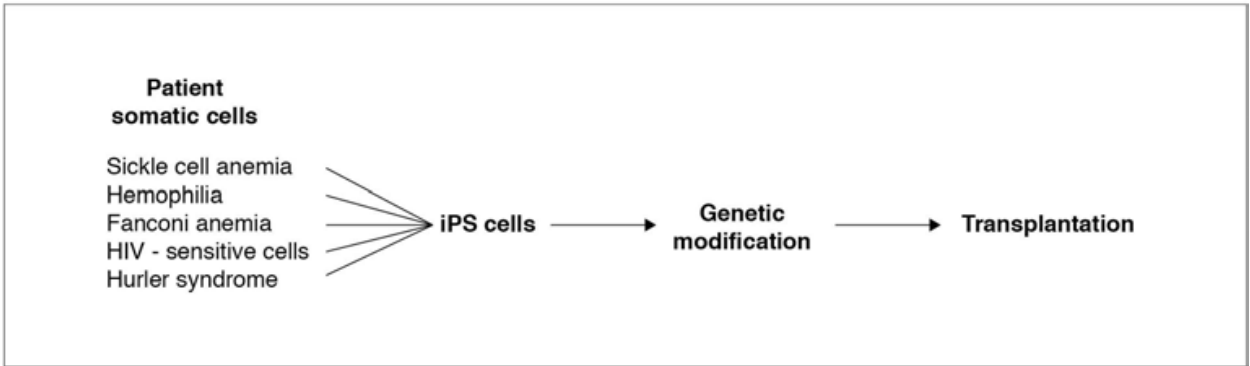 Patient
somatic cells
Sickle cell anemia
Hemophilia
Fanconi anemia
HIV - sensitive cells
Hurler syndrome
iPS cells
Genetic
modification
Transplantation